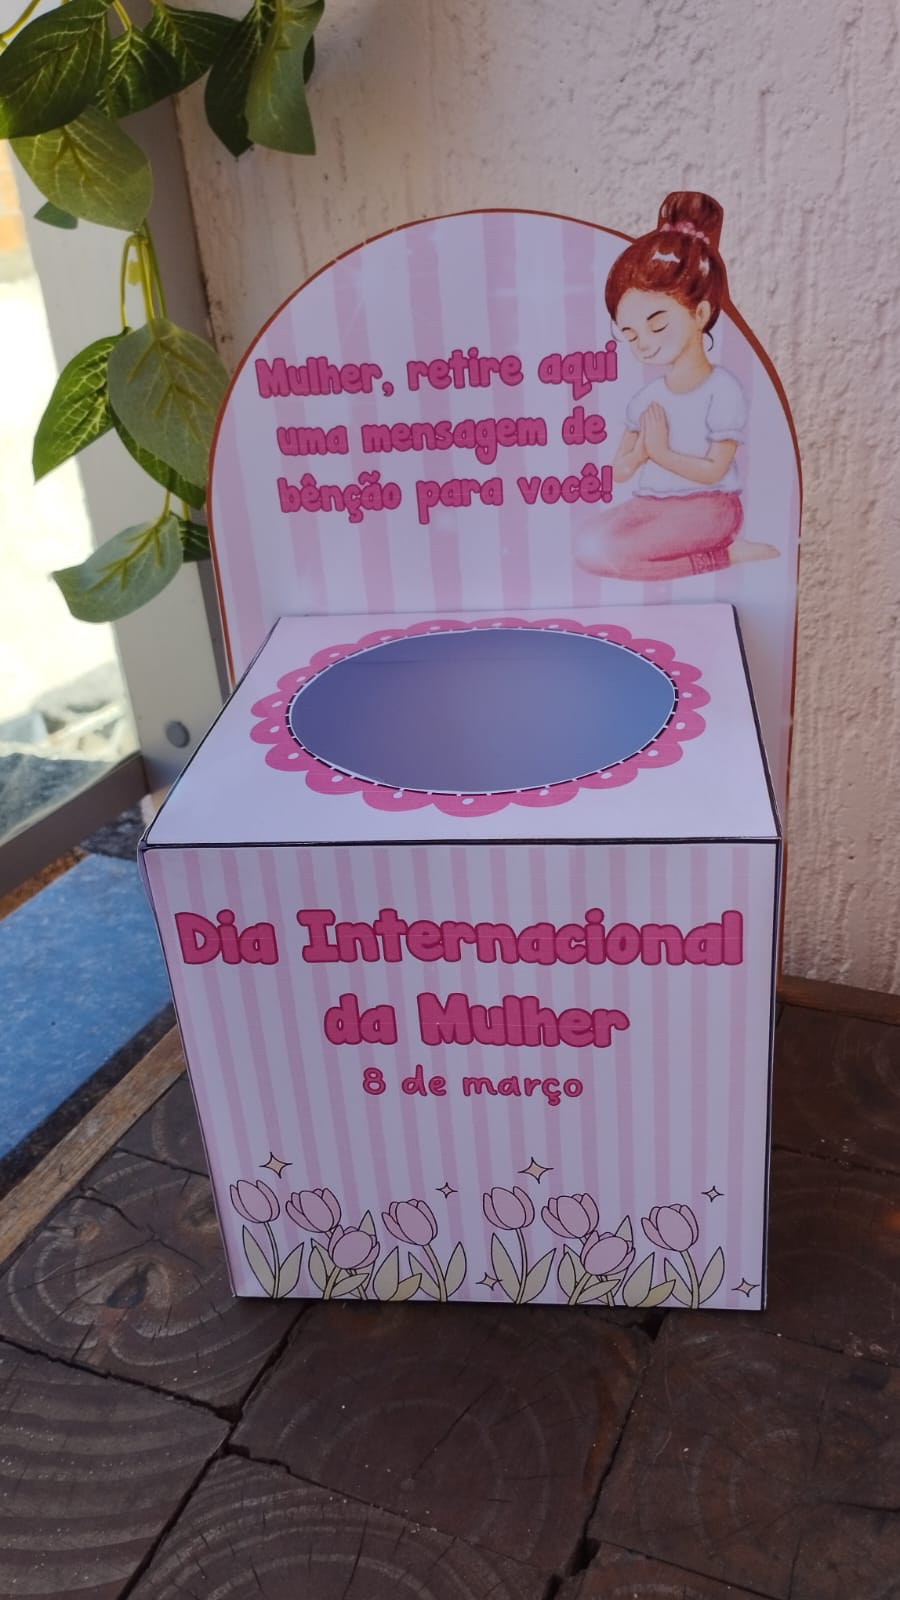 Mulher, retire aqui
uma mensagem de
bênção para você!
Dia Internacional
da Mulher
8 de março